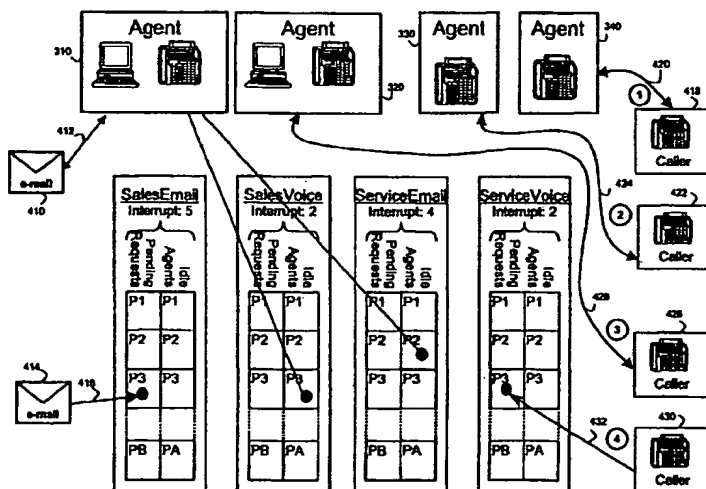 Agent
310
Agent
320
330
Agent
340
Agent
420
1
418
Caller
412
e-mail
410
424
2
422
Caller
SalesEmail
Interrupt: 5
Pending Requests
Idle Agents
P1 P1
P2 P2
P3 P3
PB PA
SalesVoice
Interrupt: 2
Pending Requests
Idle Agents
P1 P1
P2 P2
P3 P3
PB PA
ServiceEmail
Interrupt: 4
Pending Requests
Idle Agents
P1 P1
P2 P2
P3 P3
PB PA
ServiceVoice
Interrupt: 2
Pending Requests
Idle Agents
P1 P1
P2 P2
P3 P3
PB PA
428
3
426
Caller
414
e-mail
416
432
4
430
Caller